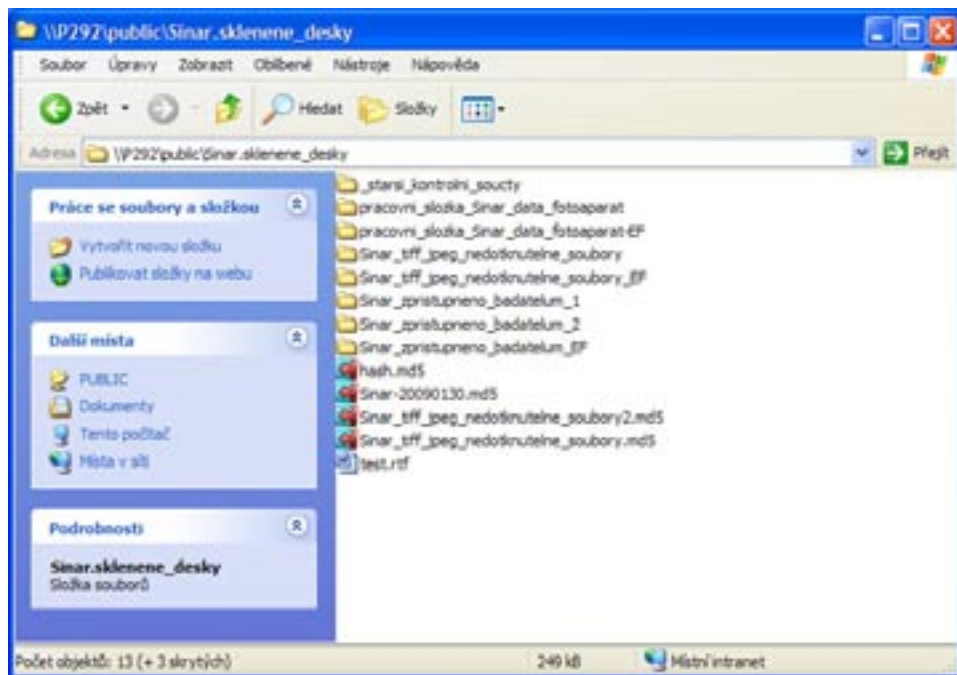 \\P292\public\Sinar.sklenene_desky
Soubor Úpravy Zobrazit Oblíbené Nástroje Nápověda
Zpět Hledat Složky
Adresa \\P292\public\Sinar.sklenene_desky Přejít
Práce se soubory a složkou
Vytvořit novou složku
Publikovat složky na webu
Další místa
PUBLIC
Dokumenty
Tento počítač
Místa v síti
Podrobnosti
Sinar.sklenene_desky
Složka souborů
_starsi_kontrolni_soucty
pracovni_slozka_Sinar_data_fotoaparat
pracovni_slozka_Sinar_data_fotoaparat-EF
Sinar_tiff_jpeg_nedotknutelne_soubory
Sinar_tiff_jpeg_nedotknutelne_soubory_EF
Sinar_zpristupneno_badatelum_1
Sinar_zpristupneno_badatelum_2
Sinar_zpristupneno_badatelum_EF
hash.md5
Sinar-20090130.md5
Sinar_tiff_jpeg_nedotknutelne_soubory2.md5
Sinar_tiff_jpeg_nedotknutelne_soubory.md5
test.rtf
Počet objektů: 13 (+ 3 skrytých) 249 kB Místní intranet